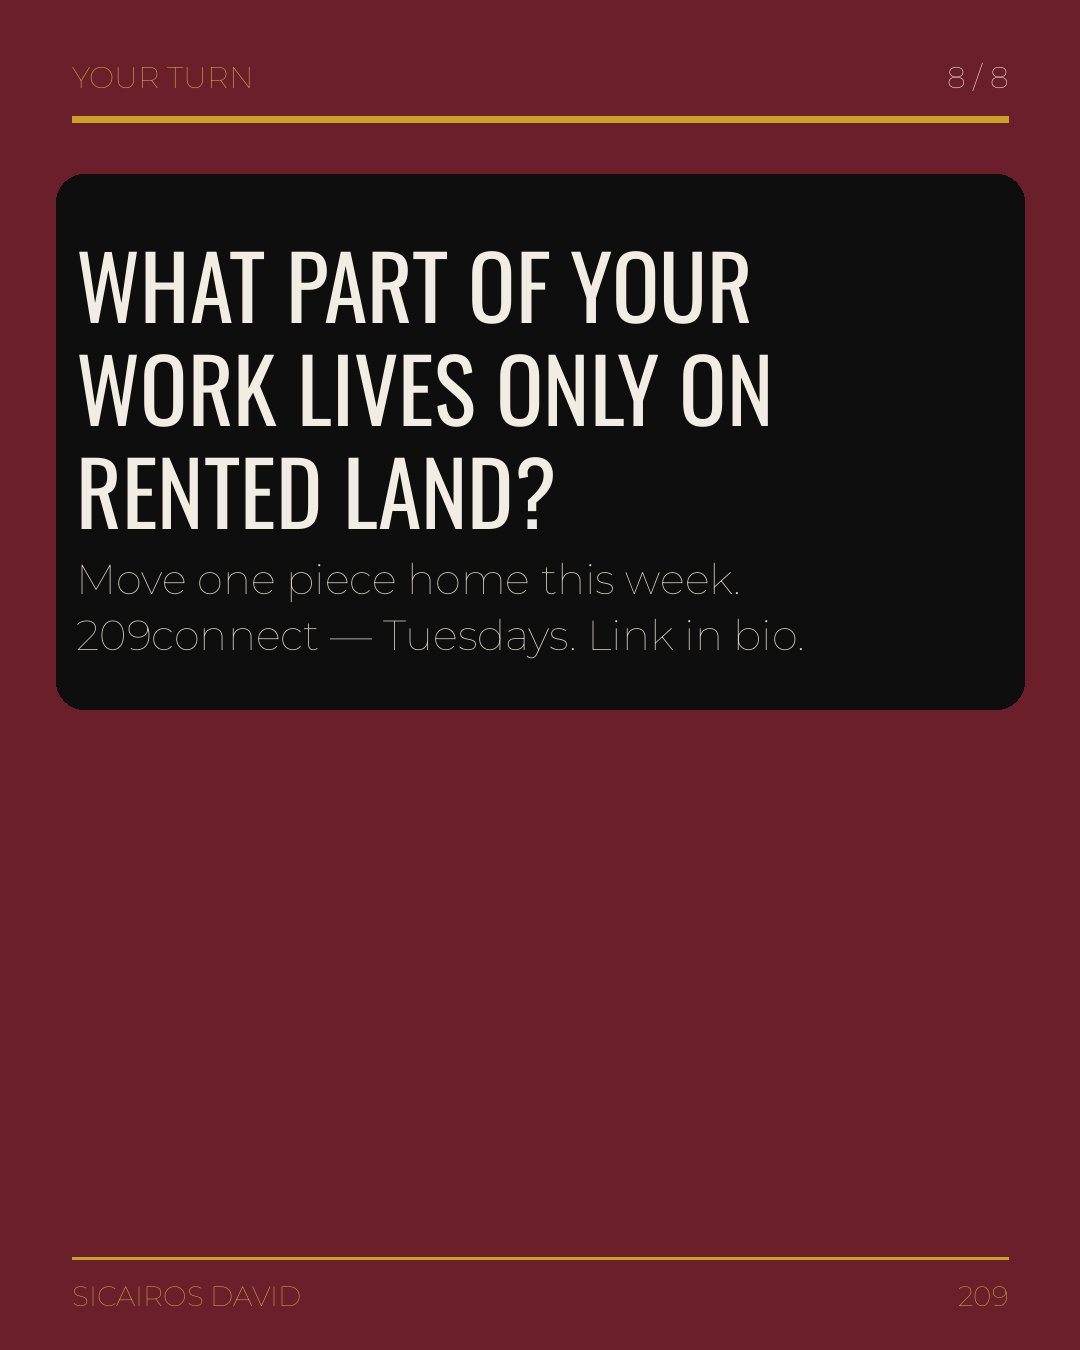 YOUR TURN
8 / 8
WHAT PART OF YOUR
WORK LIVES ONLY ON
RENTED LAND?
Move one piece home this week.
209connect — Tuesdays. Link in bio.
SICAIROS DAVID
209